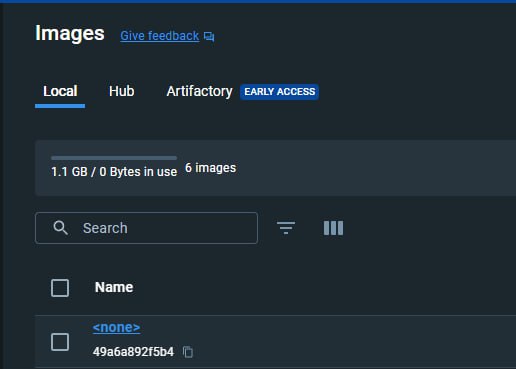 Images Give feedback
Local Hub Artifactory EARLY ACCESS
1.1 GB / 0 Bytes in use 6 images
Search
Name
<none>
49a6a892f5b4